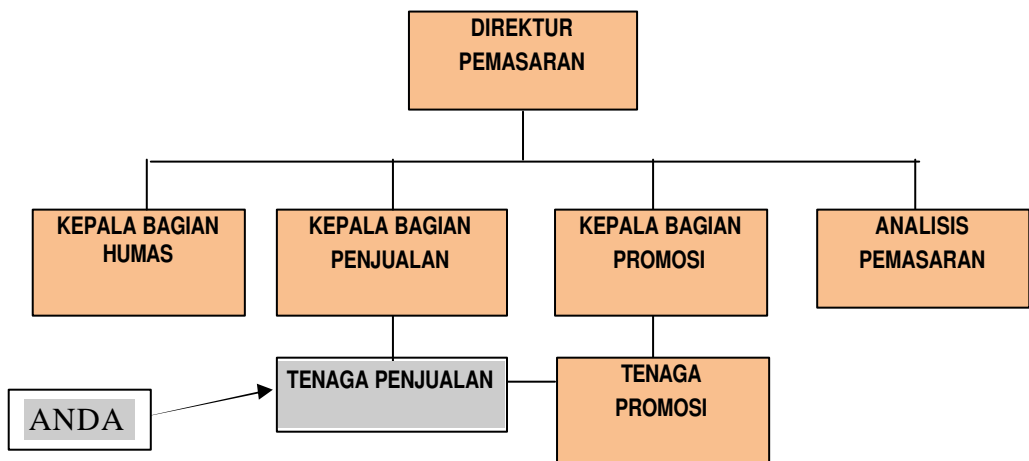 DIREKTUR
PEMASARAN
KEPALA BAGIAN
HUMAS
KEPALA BAGIAN
PENJUALAN
KEPALA BAGIAN
PROMOSI
ANALISIS
PEMASARAN
TENAGA PENJUALAN
TENAGA
PROMOSI
ANDA